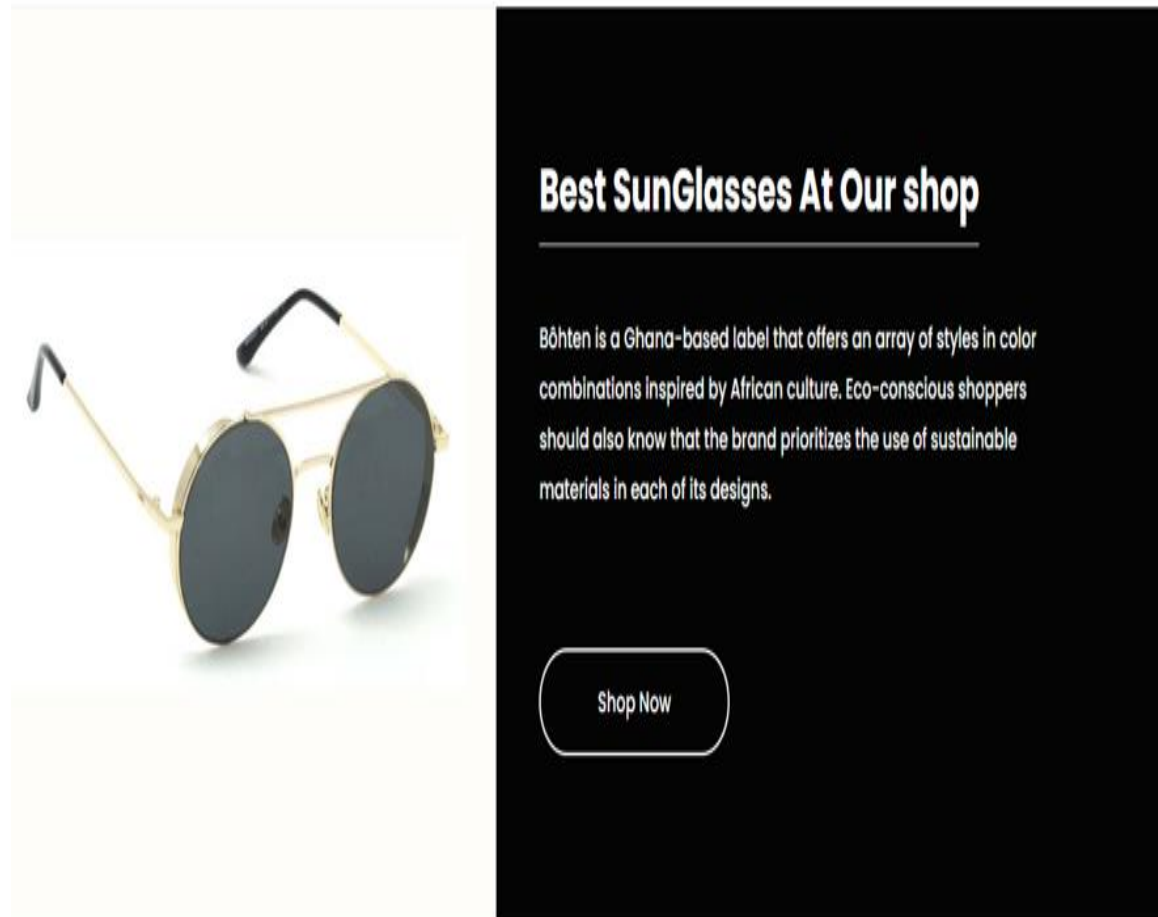 Best SunGlasses At Our shop
Bôhten is a Ghana-based label that offers an array of styles in color
combinations inspired by African culture. Eco-conscious shoppers
should also know that the brand prioritizes the use of sustainable
materials in each of its designs.
Shop Now